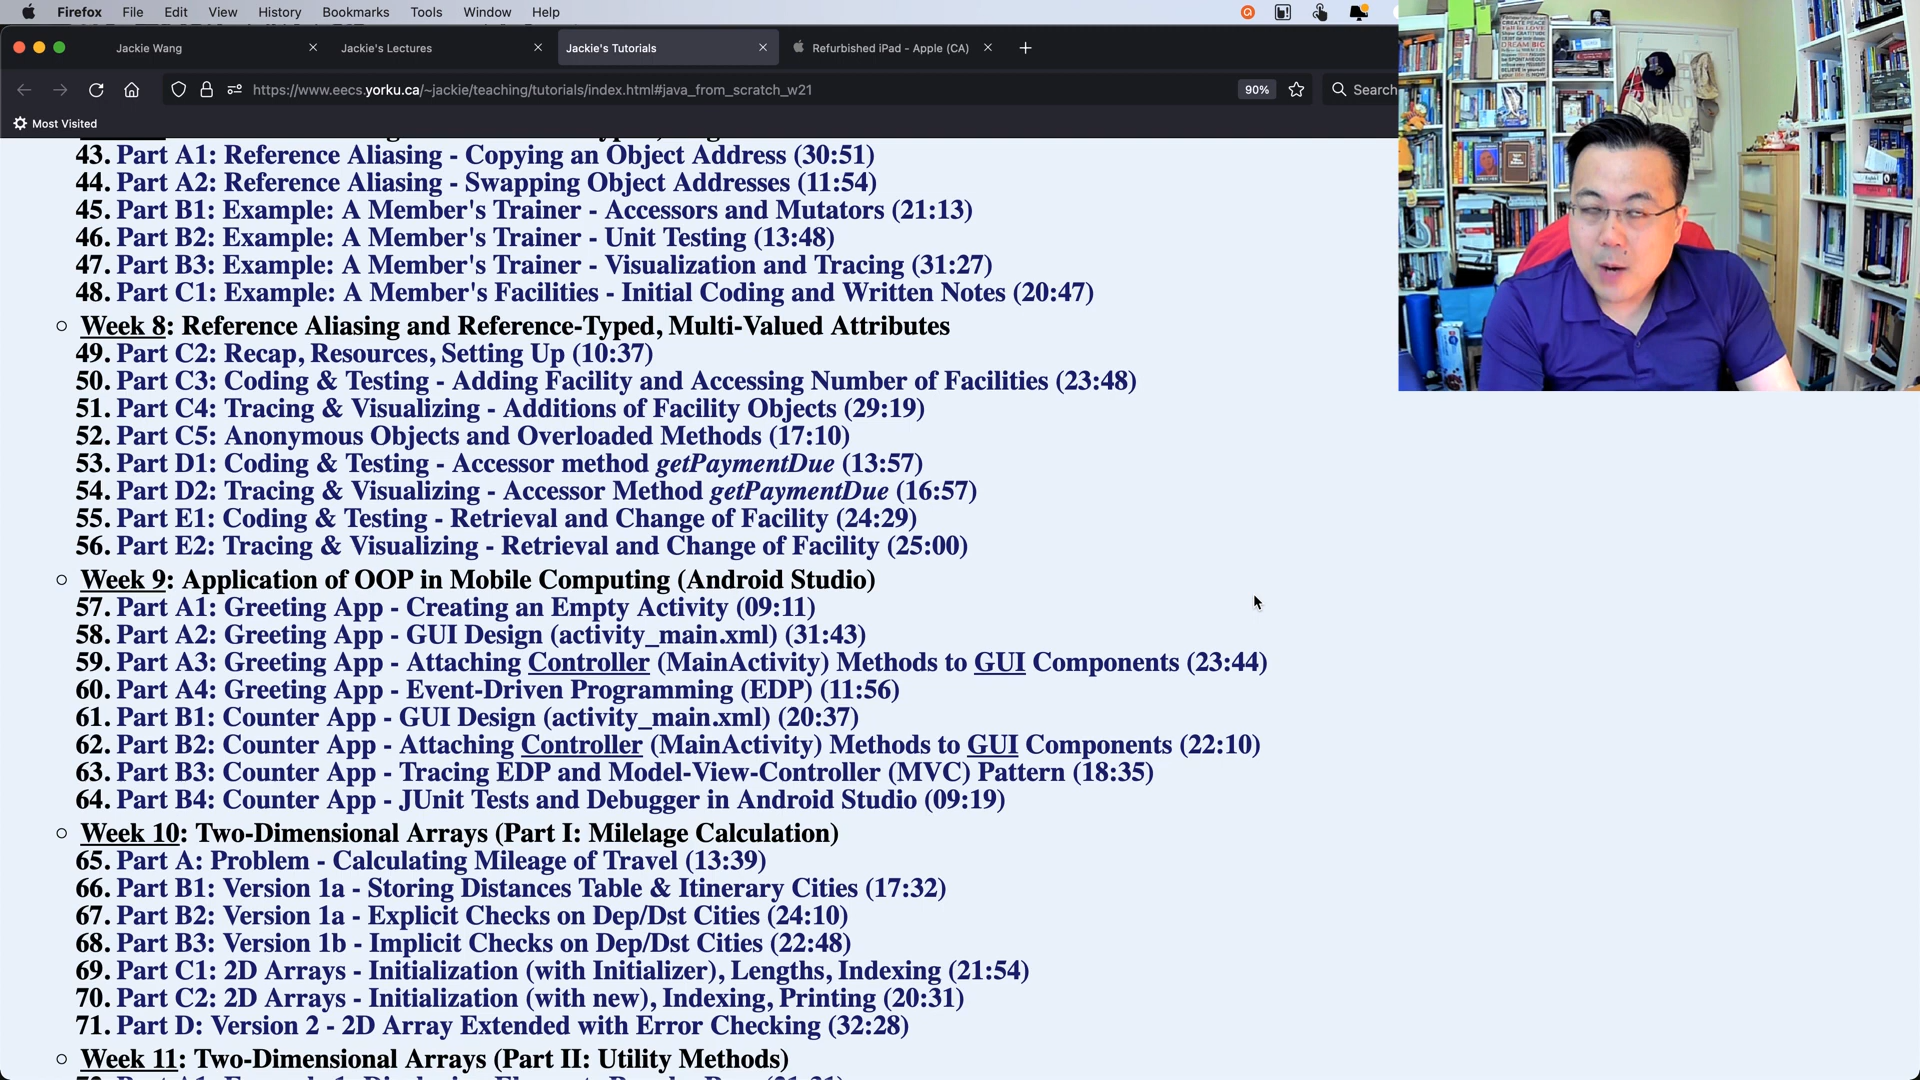 Firefox File Edit View History Bookmarks Tools Window Help
Jackie Wang
Jackie's Lectures
Jackie's Tutorials
Refurbished iPad - Apple (CA)
https://www.eecs.yorku.ca/~jackie/teaching/tutorials/index.html#java_from_scratch_w21
90%
Search
Most Visited
43. Part A1: Reference Aliasing - Copying an Object Address (30:51)
44. Part A2: Reference Aliasing - Swapping Object Addresses (11:54)
45. Part B1: Example: A Member's Trainer - Accessors and Mutators (21:13)
46. Part B2: Example: A Member's Trainer - Unit Testing (13:48)
47. Part B3: Example: A Member's Trainer - Visualization and Tracing (31:27)
48. Part C1: Example: A Member's Facilities - Initial Coding and Written Notes (20:47)
Week 8: Reference Aliasing and Reference-Typed, Multi-Valued Attributes
49. Part C2: Recap, Resources, Setting Up (10:37)
50. Part C3: Coding & Testing - Adding Facility and Accessing Number of Facilities (23:48)
51. Part C4: Tracing & Visualizing - Additions of Facility Objects (29:19)
52. Part C5: Anonymous Objects and Overloaded Methods (17:10)
53. Part D1: Coding & Testing - Accessor method getPaymentDue (13:57)
54. Part D2: Tracing & Visualizing - Accessor Method getPaymentDue (16:57)
55. Part E1: Coding & Testing - Retrieval and Change of Facility (24:29)
56. Part E2: Tracing & Visualizing - Retrieval and Change of Facility (25:00)
Week 9: Application of OOP in Mobile Computing (Android Studio)
57. Part A1: Greeting App - Creating an Empty Activity (09:11)
58. Part A2: Greeting App - GUI Design (activity_main.xml) (31:43)
59. Part A3: Greeting App - Attaching Controller (MainActivity) Methods to GUI Components (23:44)
60. Part A4: Greeting App - Event-Driven Programming (EDP) (11:56)
61. Part B1: Counter App - GUI Design (activity_main.xml) (20:37)
62. Part B2: Counter App - Attaching Controller (MainActivity) Methods to GUI Components (22:10)
63. Part B3: Counter App - Tracing EDP and Model-View-Controller (MVC) Pattern (18:35)
64. Part B4: Counter App - JUnit Tests and Debugger in Android Studio (09:19)
Week 10: Two-Dimensional Arrays (Part I: Milelage Calculation)
65. Part A: Problem - Calculating Mileage of Travel (13:39)
66. Part B1: Version 1a - Storing Distances Table & Itinerary Cities (17:32)
67. Part B2: Version 1a - Explicit Checks on Dep/Dst Cities (24:10)
68. Part B3: Version 1b - Implicit Checks on Dep/Dst Cities (22:48)
69. Part C1: 2D Arrays - Initialization (with Initializer), Lengths, Indexing (21:54)
70. Part C2: 2D Arrays - Initialization (with new), Indexing, Printing (20:31)
71. Part D: Version 2 - 2D Array Extended with Error Checking (32:28)
Week 11: Two-Dimensional Arrays (Part II: Utility Methods)